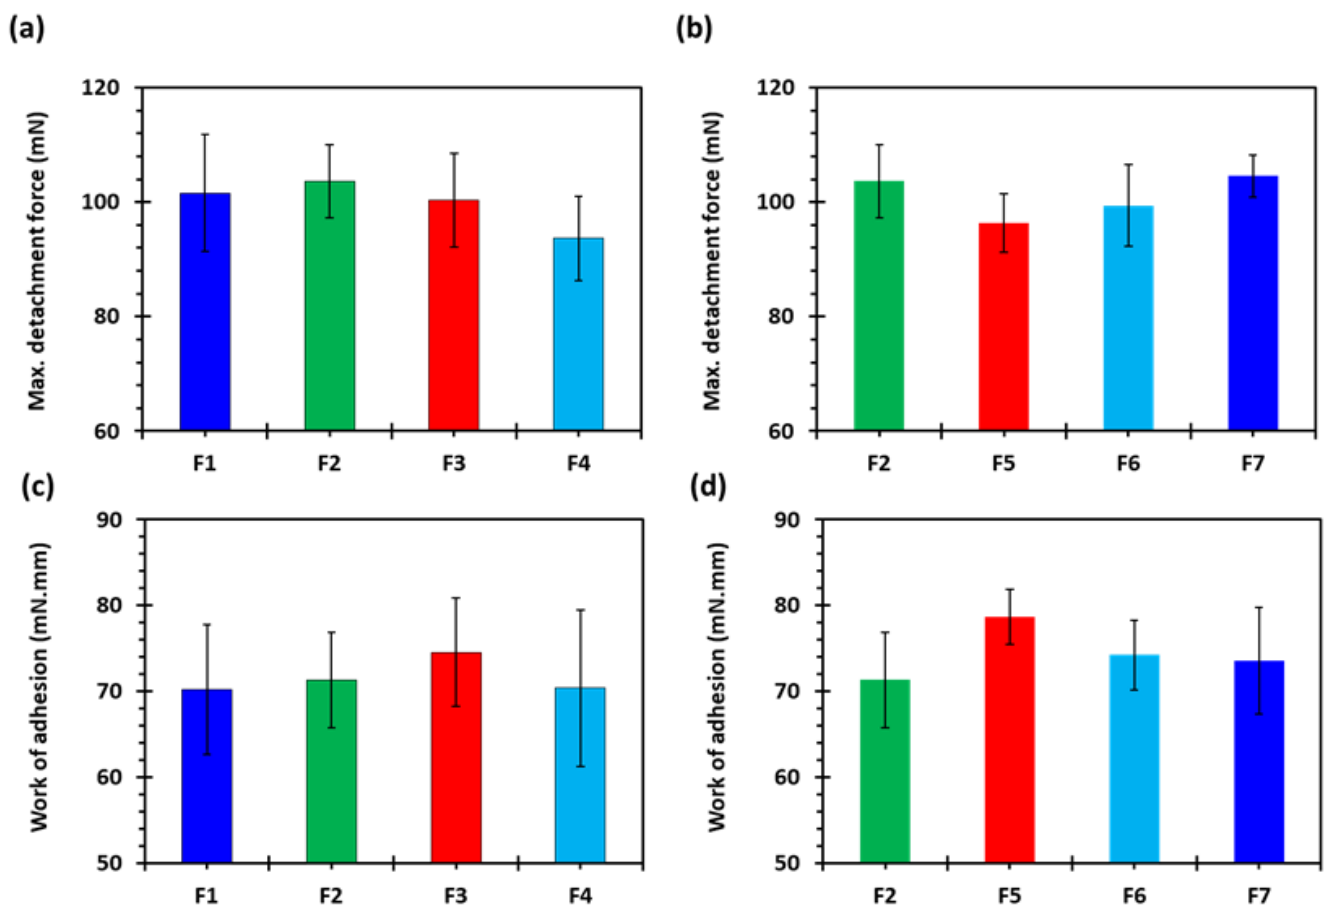 (a)
Max. detachment force (mN)
120
100
80
60
F1 F2 F3 F4
(b)
Max. detachment force (mN)
120
100
80
60
F2 F5 F6 F7
(c)
Work of adhesion (mN.mm)
90
80
70
60
50
F1 F2 F3 F4
(d)
Work of adhesion (mN.mm)
90
80
70
60
50
F2 F5 F6 F7